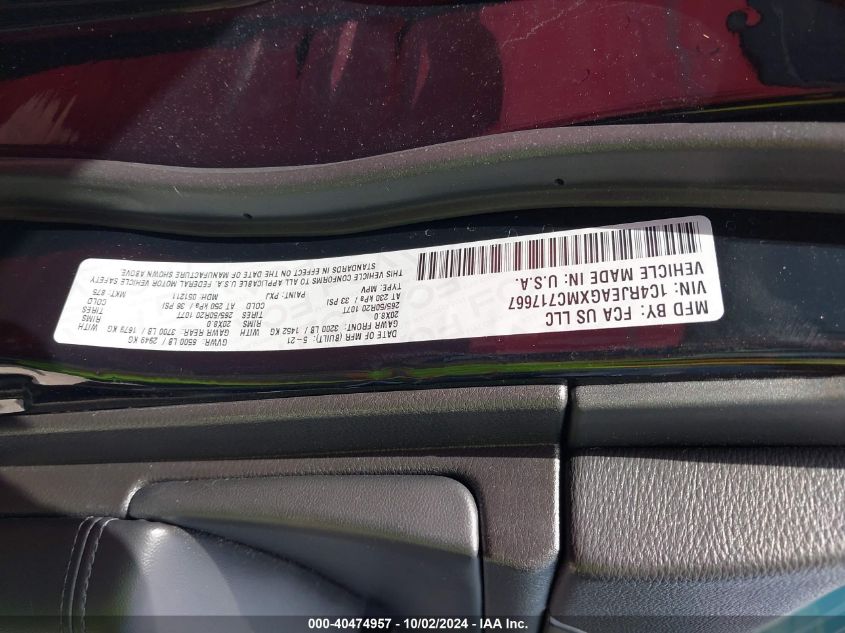 MFD BY: FCA US LLC
DATE OF MFR (BUILT): 5-21
GVWR: 6500 LB / 2949 KG
GAWR FRONT: 3200 LB / 1452 KG
WITH
GAWR REAR: 3700 LB / 1679 KG
WITH
20X8.0
RIMS
20X8.0
RIMS
265/50R20 107T
TIRES
265/50R20 107T
TIRES
AT 230 kPa / 33 PSI
COLD
AT 250 kPa / 36 PSI
COLD
THIS VEHICLE CONFORMS TO ALL APPLICABLE U.S.A. FEDERAL MOTOR VEHICLE SAFETY
STANDARDS IN EFFECT ON THE DATE OF MANUFACTURE SHOWN ABOVE.
VIN: 1C4RJEAGXMC717667
TYPE: MPV
PAINT: PXJ
MDH: 051211
MKT: 875
VEHICLE MADE IN: U.S.A.
000-40474957 - 10/02/2024 - IAA Inc.